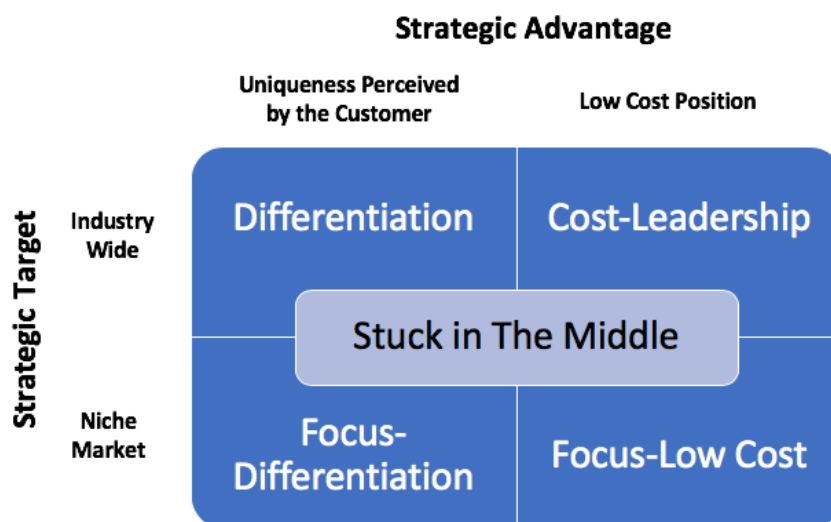 Strategic Advantage
Uniqueness Perceived
by the Customer
Low Cost Position
Strategic Target
Industry
Wide
Differentiation
Cost-Leadership
Stuck in The Middle
Niche
Market
Focus-
Differentiation
Focus-Low Cost